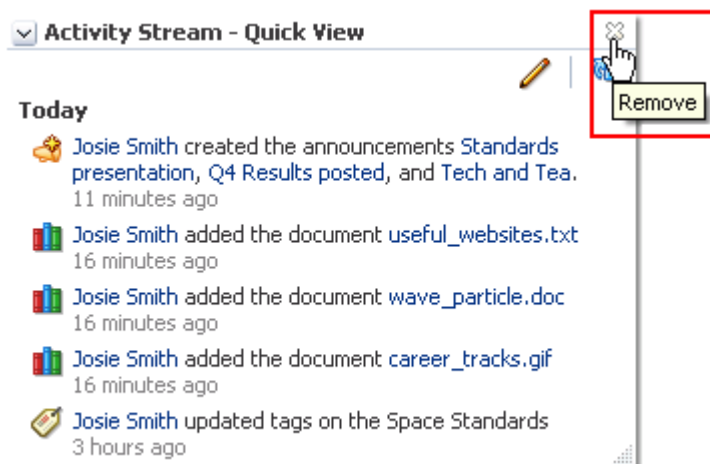 Activity Stream - Quick View
Remove
Today
Josie Smith created the announcements Standards
presentation, Q4 Results posted, and Tech and Tea.
11 minutes ago
Josie Smith added the document useful_websites.txt
16 minutes ago
Josie Smith added the document wave_particle.doc
16 minutes ago
Josie Smith added the document career_tracks.gif
16 minutes ago
Josie Smith updated tags on the Space Standards
3 hours ago